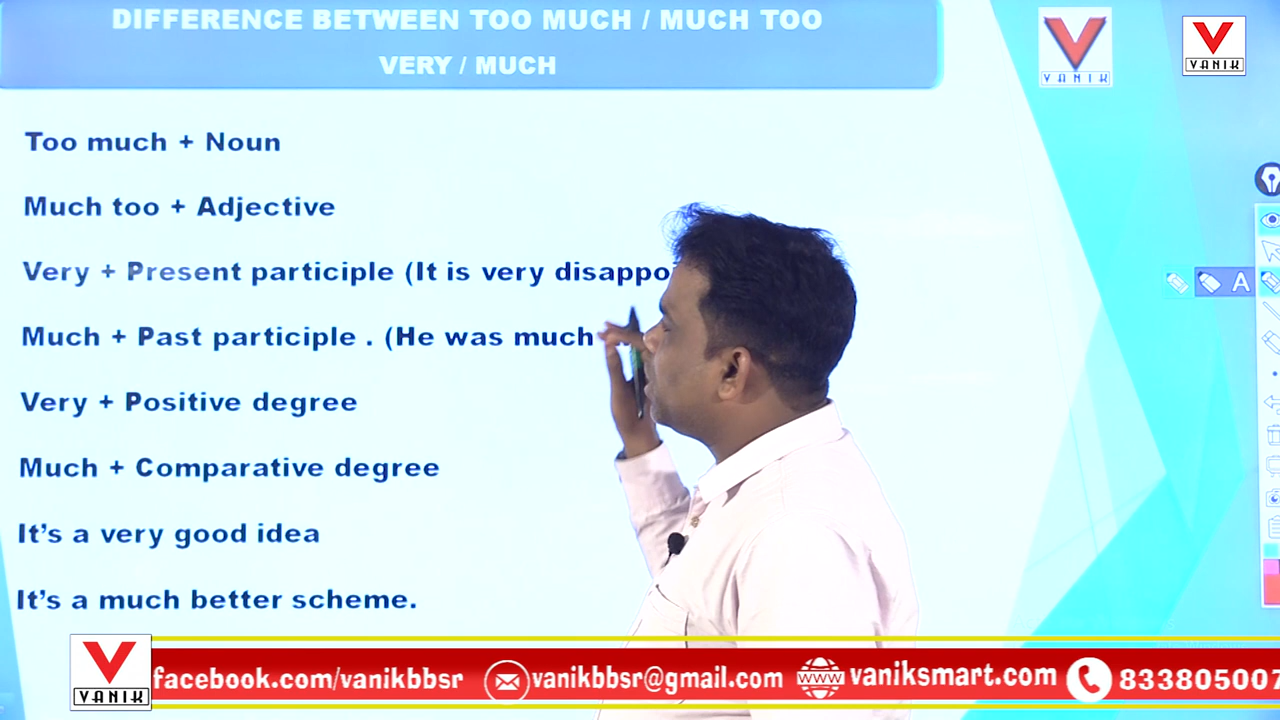 DIFFERENCE BETWEEN TOO MUCH / MUCH TOO
VERY / MUCH
VANIK
VANIK
Too much + Noun
Much too + Adjective
Very + Present participle (It is very disappo
A
Much + Past participle . (He was much
Very + Positive degree
Much + Comparative degree
It's a very good idea
It's a much better scheme.
VANIK
facebook.com/vanikbbsr
vanikbbsr@gmail.com
www
vaniksmart.com
833805007